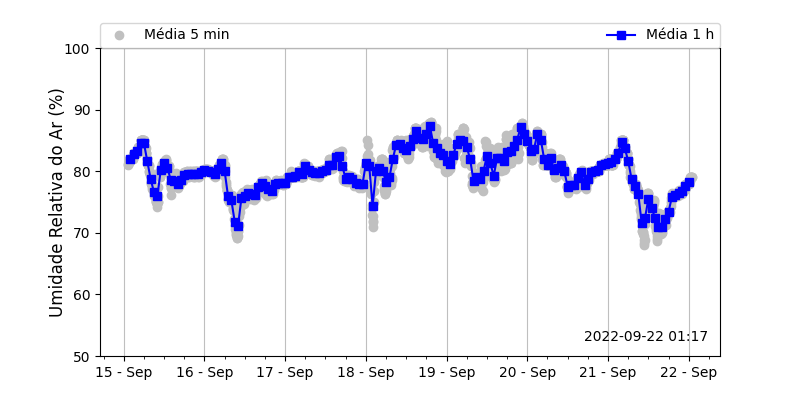 Média 5 min
Média 1 h
Umidade Relativa do Ar (%)
100
90
80
70
60
50
2022-09-22 01:17
15 - Sep
16 - Sep
17 - Sep
18 - Sep
19 - Sep
20 - Sep
21 - Sep
22 - Sep